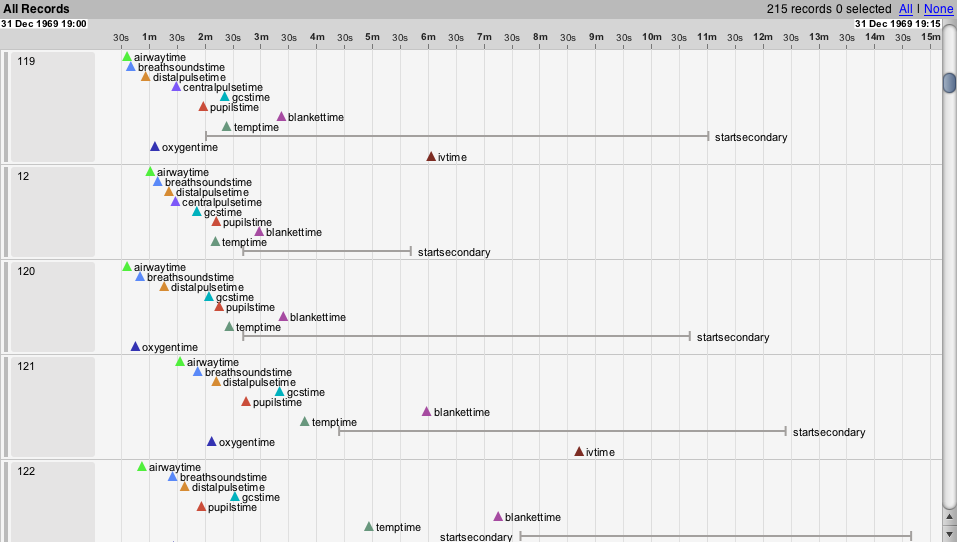 All Records 215 records 0 selected All | None
31 Dec 1969 19:00 31 Dec 1969 19:15
30s 1m 30s 2m 30s 3m 30s 4m 30s 5m 30s 6m 30s 7m 30s 8m 30s 9m 30s 10m 30s 11m 30s 12m 30s 13m 30s 14m 30s 15m
119
airwaytime
breathsoundstime
distalpulsetime
centralpulsetime
gcstime
pupilstime
blankettime
temptime
startsecondary
oxygentime
ivtime
12
airwaytime
breathsoundstime
distalpulsetime
centralpulsetime
gcstime
pupilstime
blankettime
temptime
startsecondary
120
airwaytime
breathsoundstime
distalpulsetime
gcstime
pupilstime
blankettime
temptime
startsecondary
oxygentime
121
airwaytime
breathsoundstime
distalpulsetime
gcstime
pupilstime
blankettime
temptime
startsecondary
oxygentime
ivtime
122
airwaytime
breathsoundstime
distalpulsetime
gcstime
pupilstime
blankettime
temptime
startsecondary